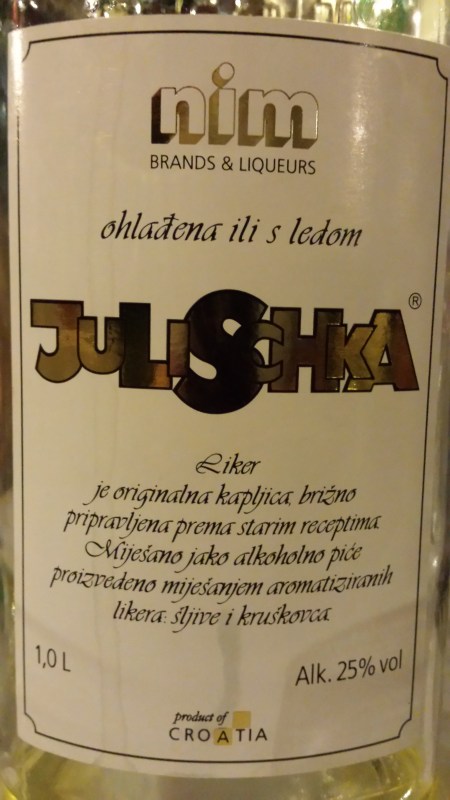 nim
BRANDS & LIQUEURS
ohlađena ili s ledom
JULISCHKA®
Liker
je originalna kapljica, brižno
pripravljena prema starim receptima.
Miješano jako alkoholno piće
proizvedeno miješanjem aromatiziranih
likera: šljive i kruškovca.
1,0 L
Alk. 25% vol
product of
CROATIA